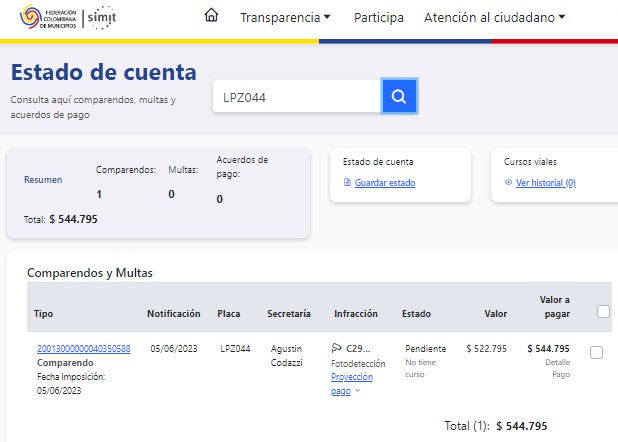 FEDERACIÓN
COLOMBIANA
DE MUNICIPIOS
simit
Transparencia
Participa
Atención al ciudadano
Estado de cuenta
Consulta aquí comparendos, multas y
acuerdos de pago
LPZ044
Resumen
Comparendos:
1
Multas:
0
Acuerdos de
pago:
0
Total: $ 544.795
Estado de cuenta
Guardar estado
Cursos viales
Ver historial (0)
Comparendos y Multas
Tipo Notificación Placa Secretaría Infracción Estado Valor Valor a
pagar
20013000000040350588 05/06/2023 LPZ044 Agustin C29... Pendiente $ 522.795 $ 544.795
Comparendo Codazzi Fotodetección No tiene Detalle
Fecha imposición: Proyección curso Pago
05/06/2023 pago
Total (1): $ 544.795